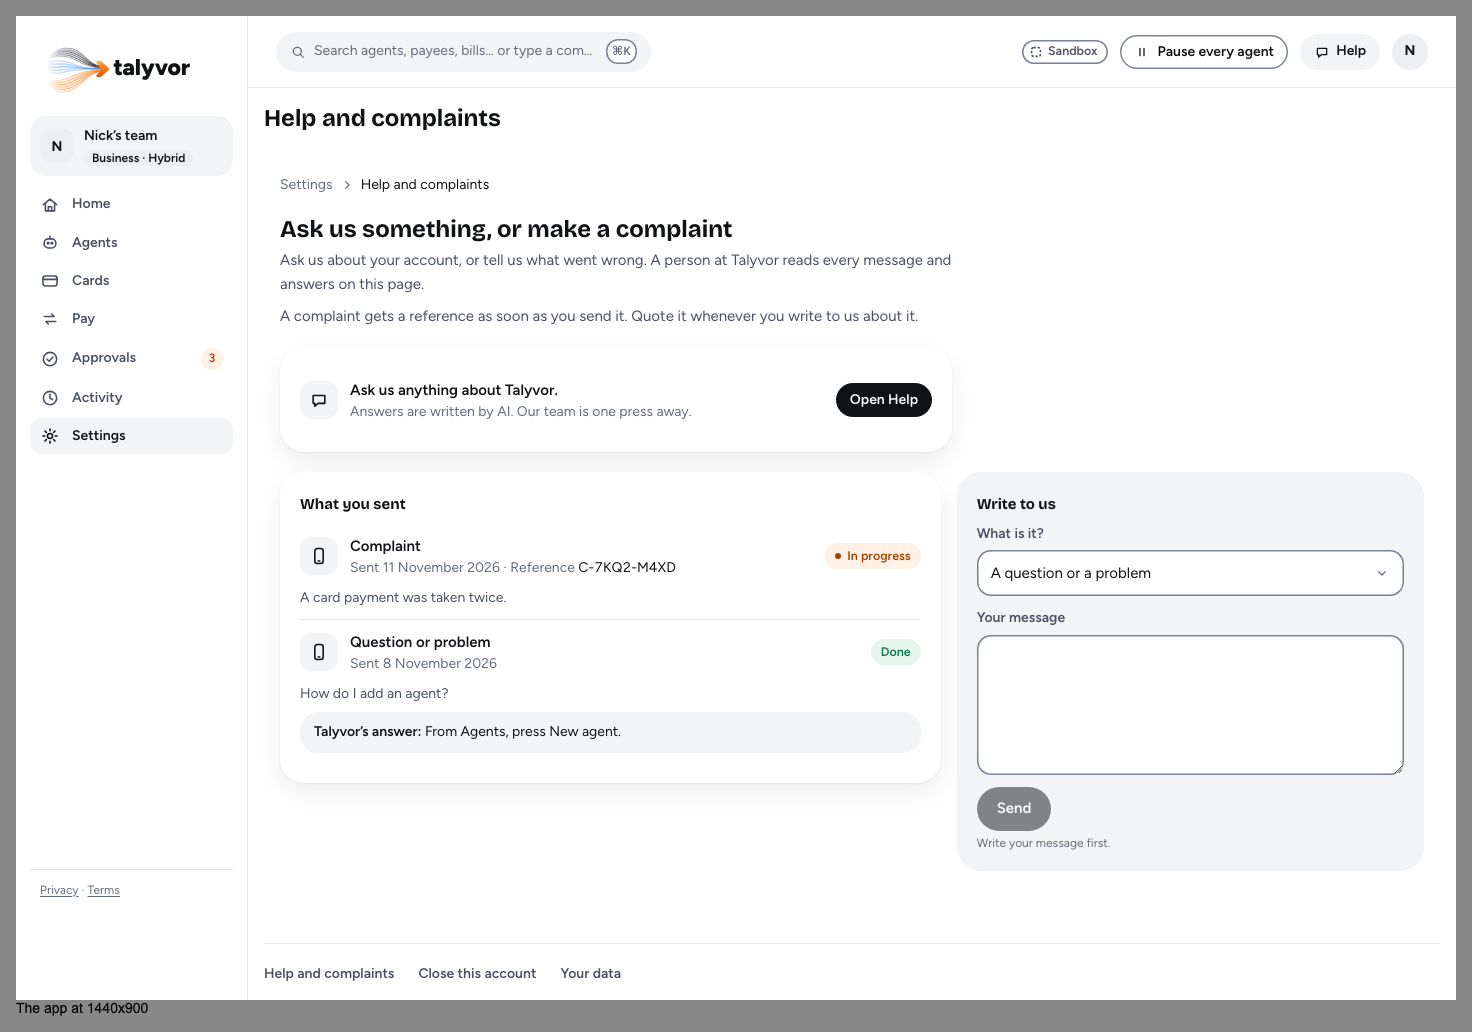 talyvor
N
Nick’s team
Business · Hybrid
Home
Agents
Cards
Pay
Approvals
3
Activity
Settings
Privacy · Terms
Search agents, payees, bills… or type a com…
⌘K
Sandbox
Pause every agent
Help
N
Help and complaints
Settings
Help and complaints
Ask us something, or make a complaint
Ask us about your account, or tell us what went wrong. A person at Talyvor reads every message and
answers on this page.
A complaint gets a reference as soon as you send it. Quote it whenever you write to us about it.
Ask us anything about Talyvor.
Answers are written by AI. Our team is one press away.
Open Help
What you sent
Complaint
Sent 11 November 2026 · Reference C-7KQ2-M4XD
In progress
A card payment was taken twice.
Question or problem
Sent 8 November 2026
Done
How do I add an agent?
Talyvor’s answer: From Agents, press New agent.
Write to us
What is it?
A question or a problem
Your message
Send
Write your message first.
Help and complaints
Close this account
Your data
The app at 1440x900